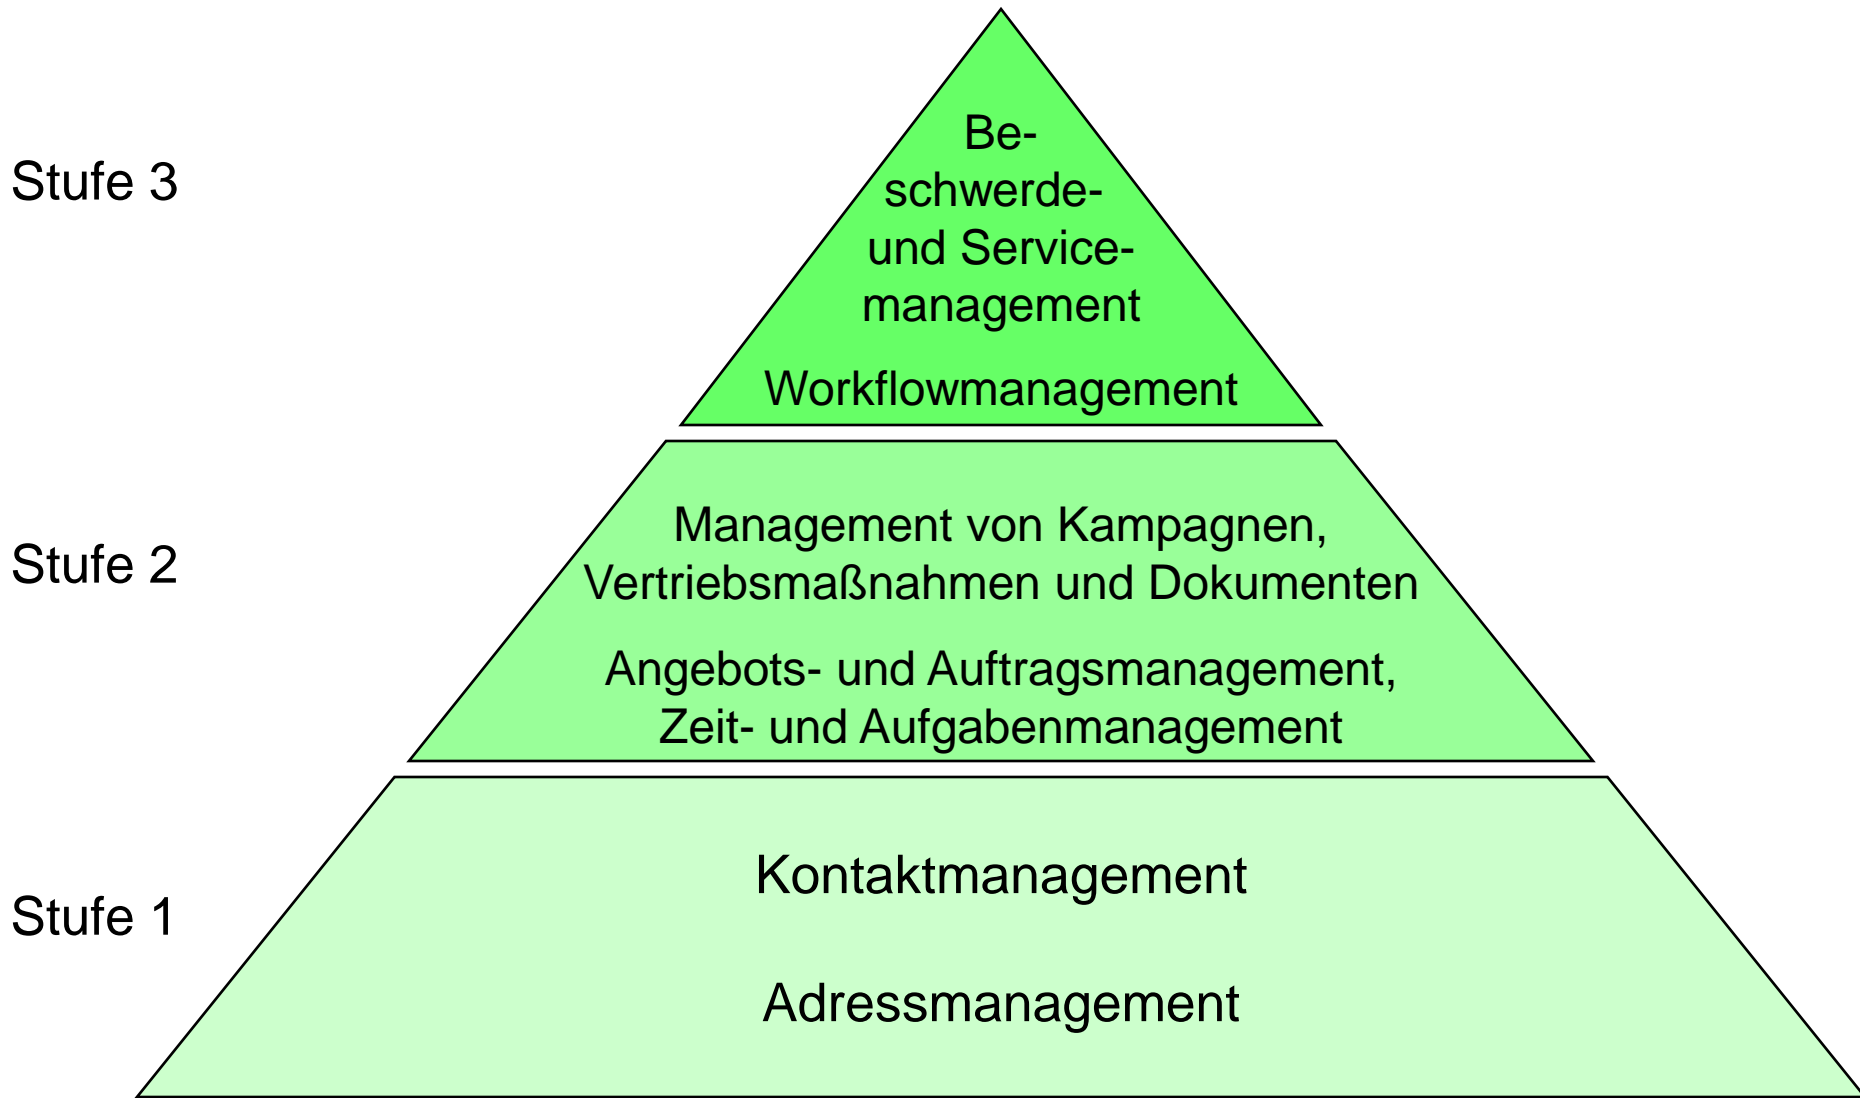 Stufe 3
Be-
schwerde-
und Service-
management
Workflowmanagement
Stufe 2
Management von Kampagnen,
Vertriebsmaßnahmen und Dokumenten
Angebots- und Auftragsmanagement,
Zeit- und Aufgabenmanagement
Stufe 1
Kontaktmanagement
Adressmanagement